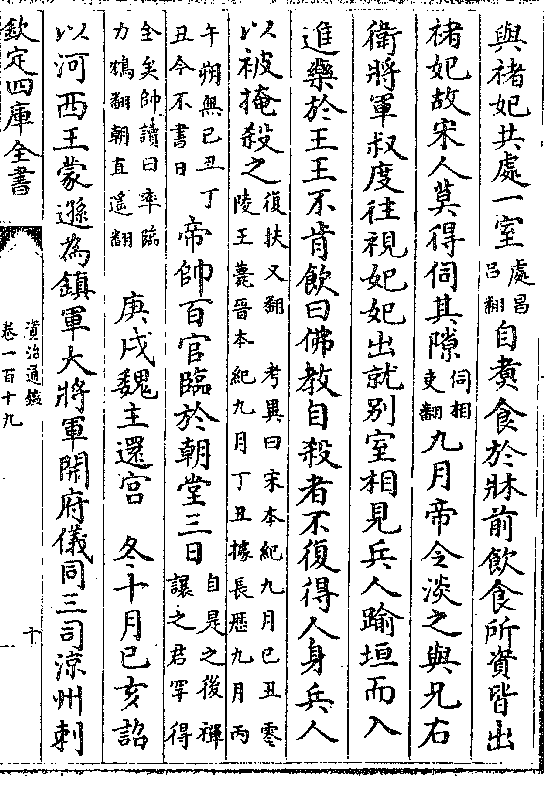 與禇妃共處一室處昌呂翻自煮食於牀前飲食所資皆出
禇妃故宋人莫得伺其隙伺相吏翻九月帝令淡之與兄右
衛將軍叔度往視妃妃出就别室相見兵人踰垣而入
進藥於王王不肯飲曰佛教自殺者不復得人身兵人
以被掩殺之復扶又翻 考異曰宋本紀九月己丑零陵王薨晉本紀九月丁丑據長歴九月丙
午朔無己丑丁丑今不書日帝帥百官臨於朝堂三日自是之後禪讓之君罕得
全矣帥讀曰率臨力鴆翻朝直遥翻 庚戌魏主還宮 冬十月己亥詔
以河西王蒙遜為鎮軍大將軍開府儀同三司涼州刺
欽定四庫全書
資治通鑑
卷一百十九
十